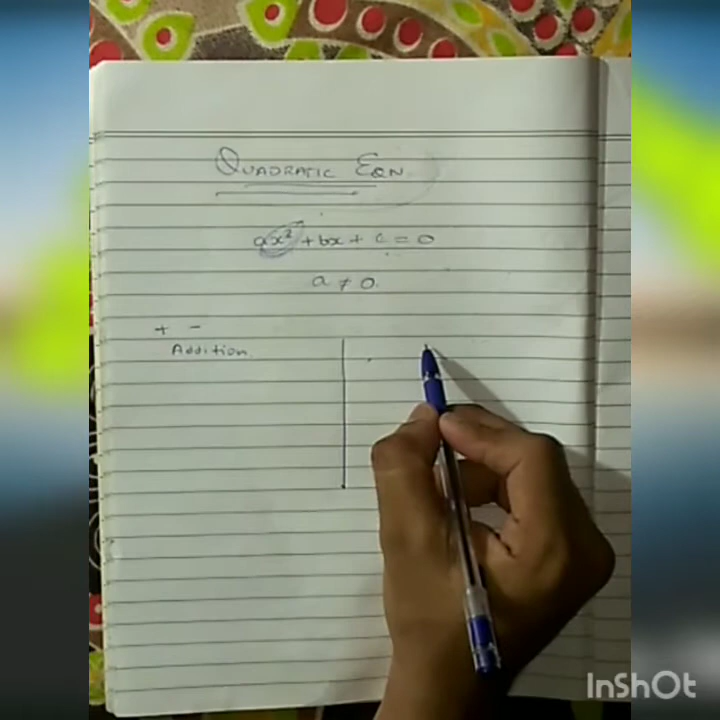 QUADRATIC EQN
ax² + bx + c = 0
a ≠ 0.
+ -
Addition.
InShOt